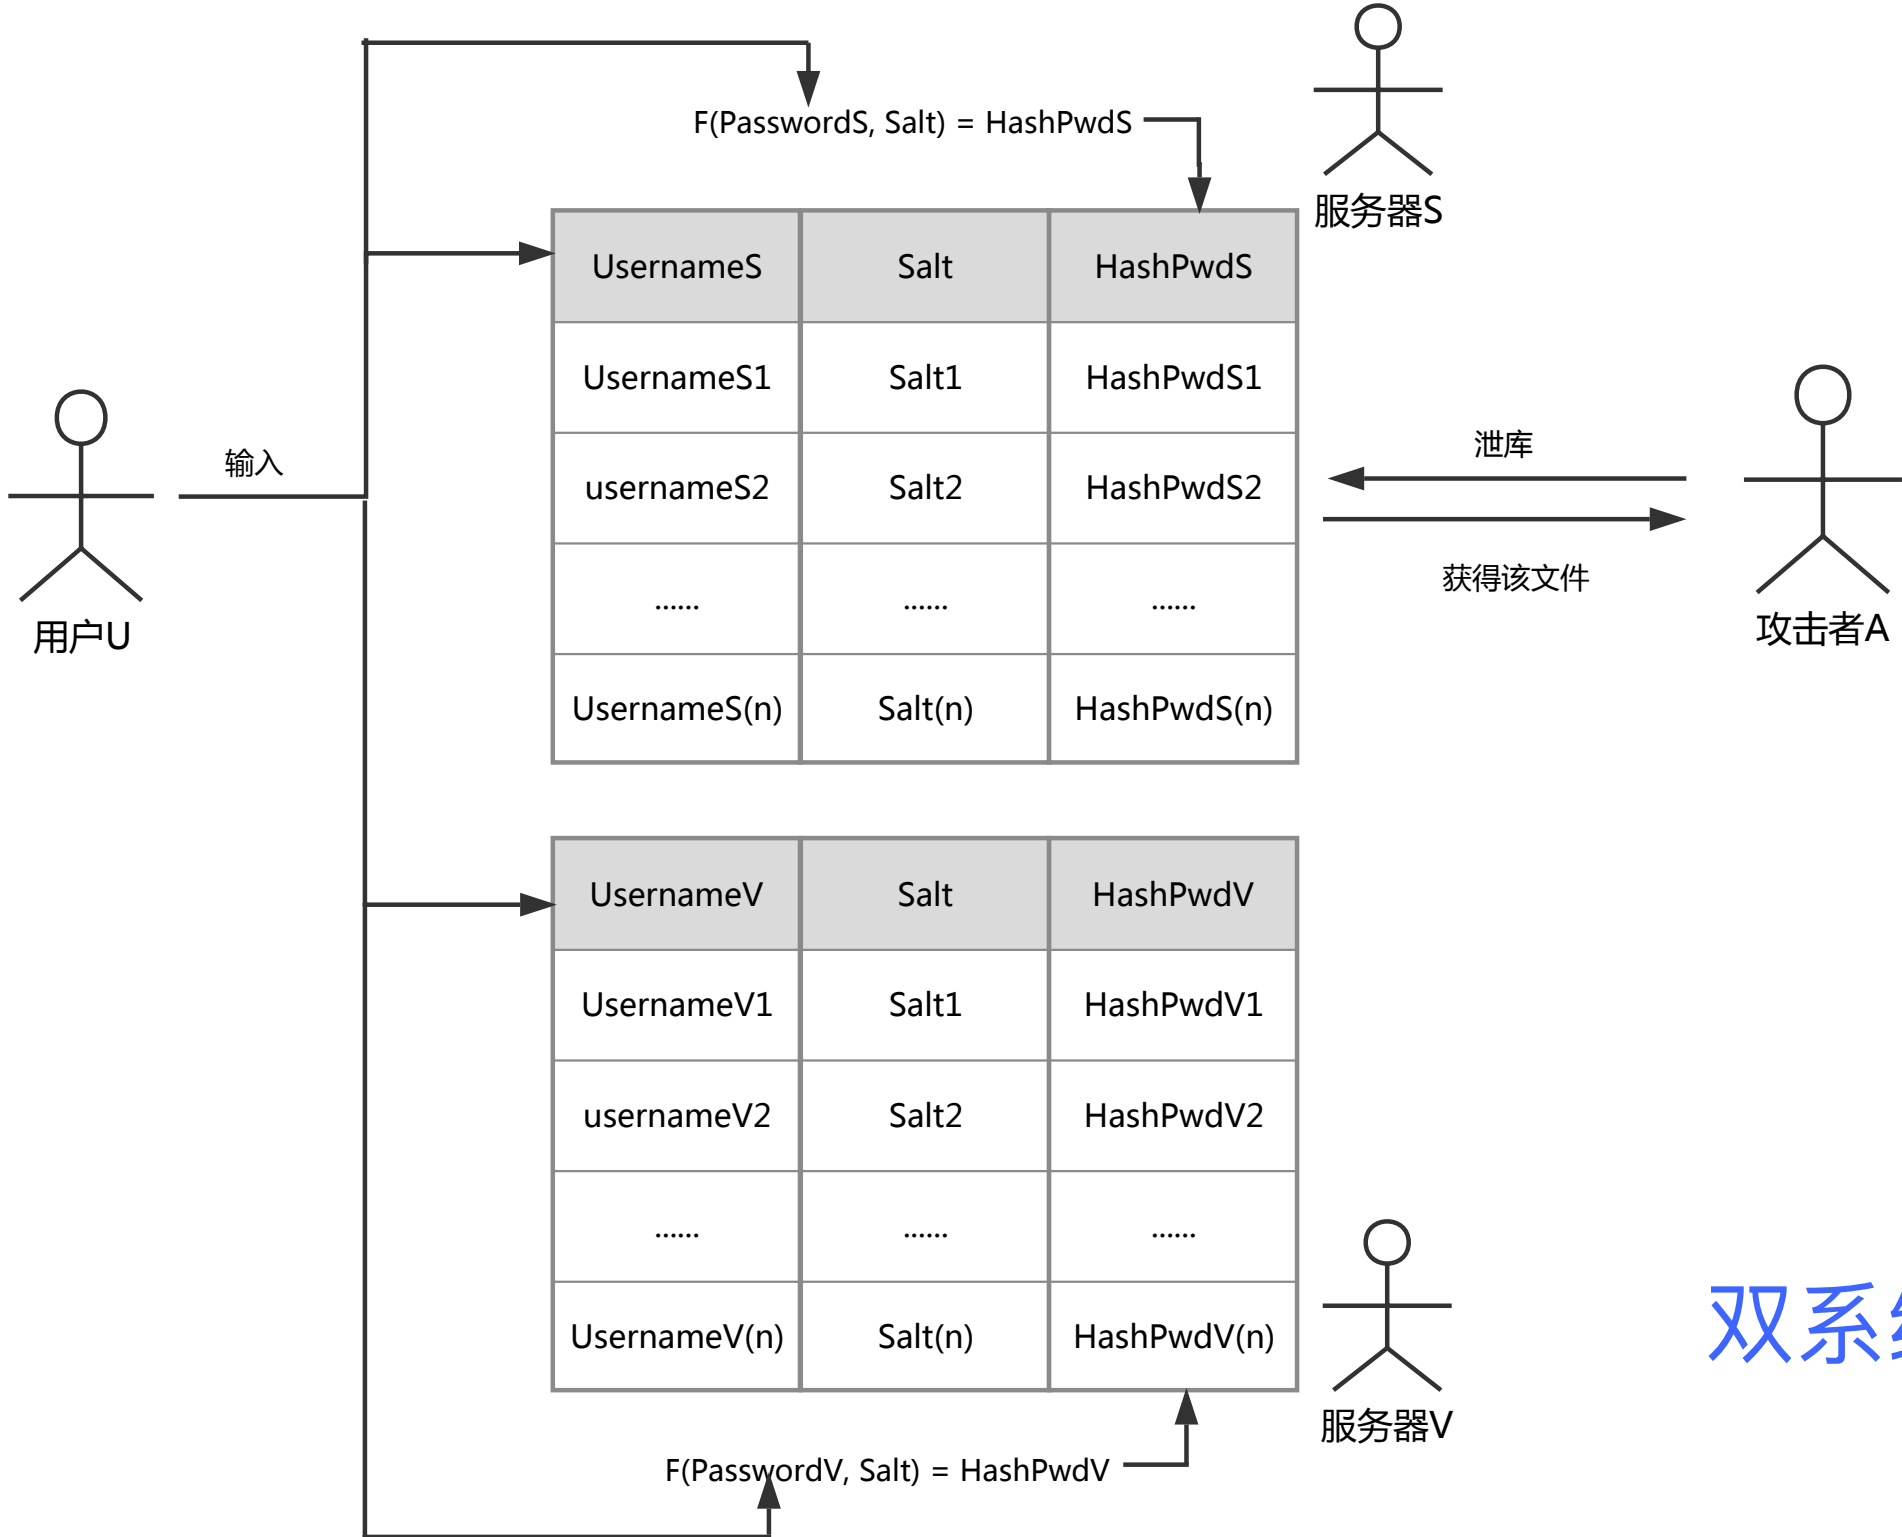 F(PasswordS, Salt) = HashPwdS
服务器S
UsernameS Salt HashPwdS
UsernameS1 Salt1 HashPwdS1
usernameS2 Salt2 HashPwdS2
...... ...... ......
UsernameS(n) Salt(n) HashPwdS(n)
输入
用户U
泄库
获得该文件
攻击者A
UsernameV Salt HashPwdV
UsernameV1 Salt1 HashPwdV1
usernameV2 Salt2 HashPwdV2
...... ...... ......
UsernameV(n) Salt(n) HashPwdV(n)
服务器V
F(PasswordV, Salt) = HashPwdV
双系